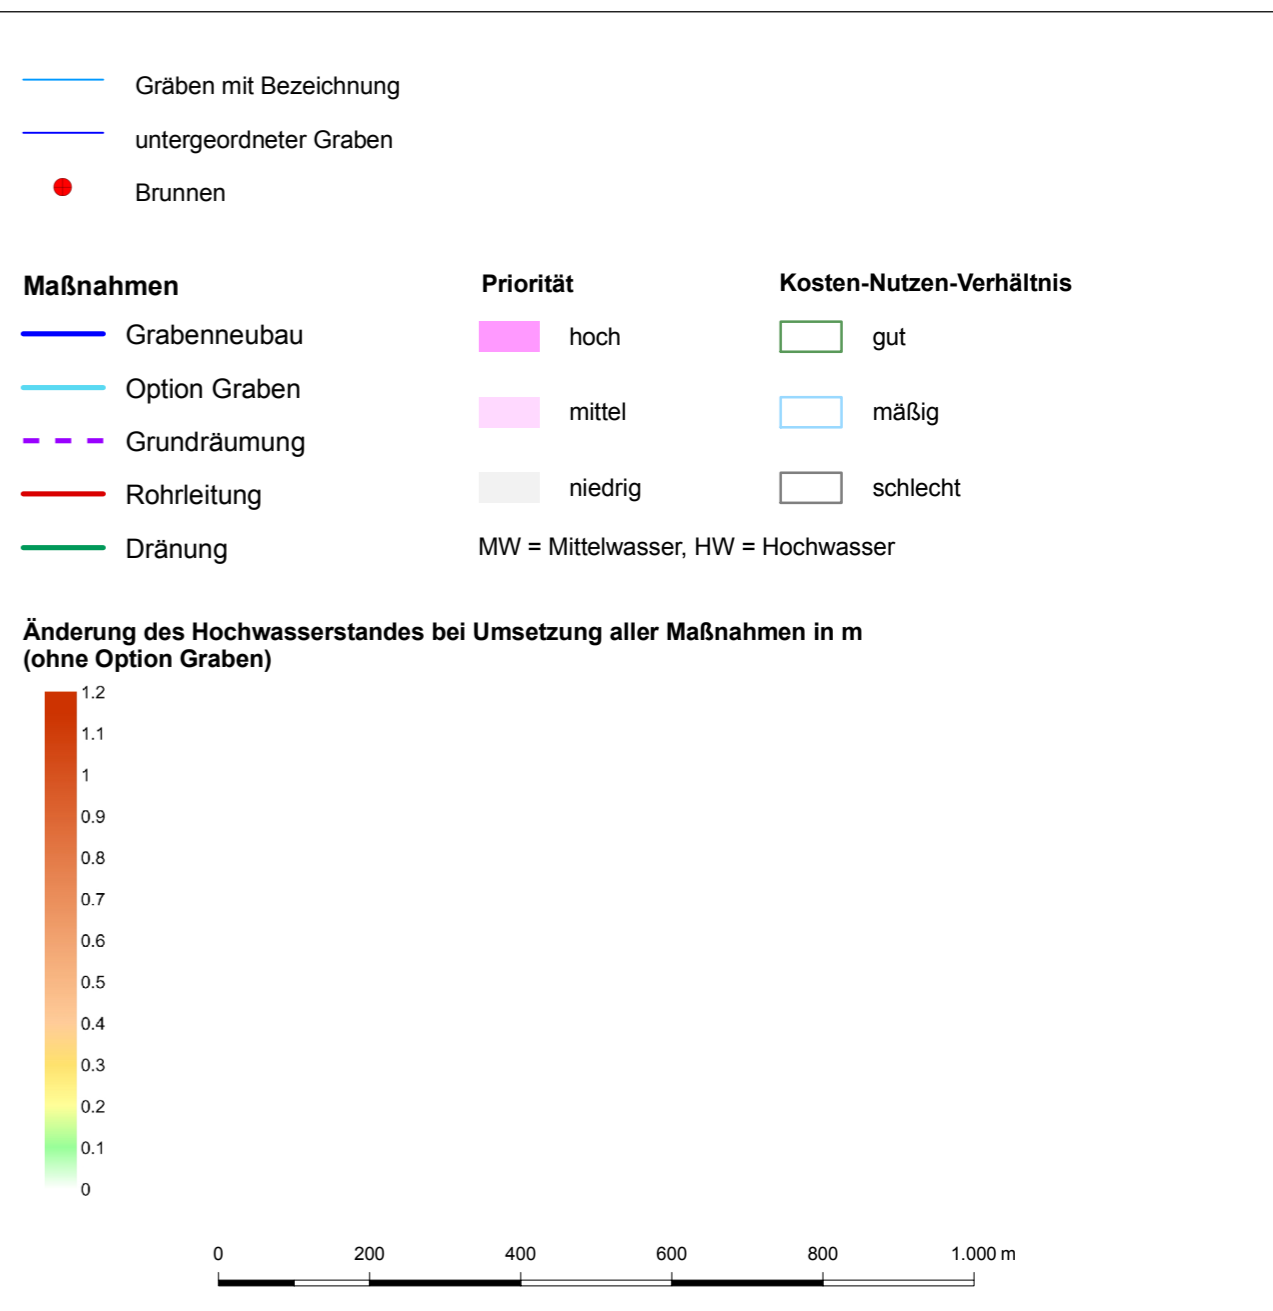 Gräben mit Bezeichnung
untergeordneter Graben
Brunnen
Maßnahmen
Grabenneubau
Option Graben
Grundräumung
Rohrleitung
Dränung
Priorität
hoch
mittel
niedrig
Kosten-Nutzen-Verhältnis
gut
mäßig
schlecht
MW = Mittelwasser, HW = Hochwasser
Änderung des Hochwasserstandes bei Umsetzung aller Maßnahmen in m
(ohne Option Graben)
1.2
1.1
1
0.9
0.8
0.7
0.6
0.5
0.4
0.3
0.2
0.1
0
0 200 400 600 800 1.000 m